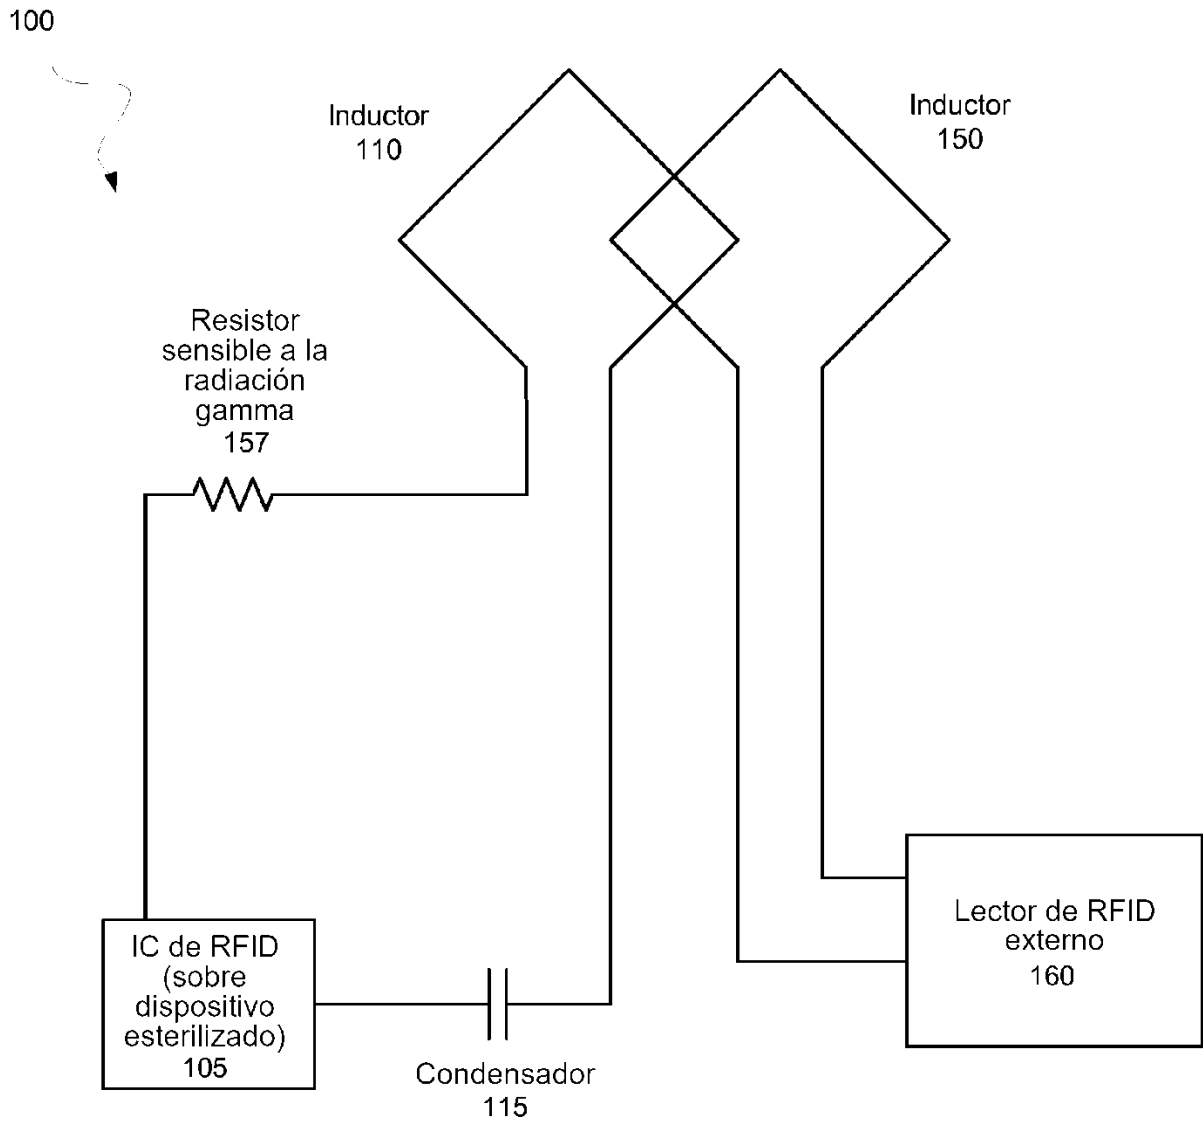 100
Inductor
110
Inductor
150
Resistor
sensible a la
radiación
gamma
157
IC de RFID
(sobre
dispositivo
esterilizado)
105
Condensador
115
Lector de RFID
externo
160